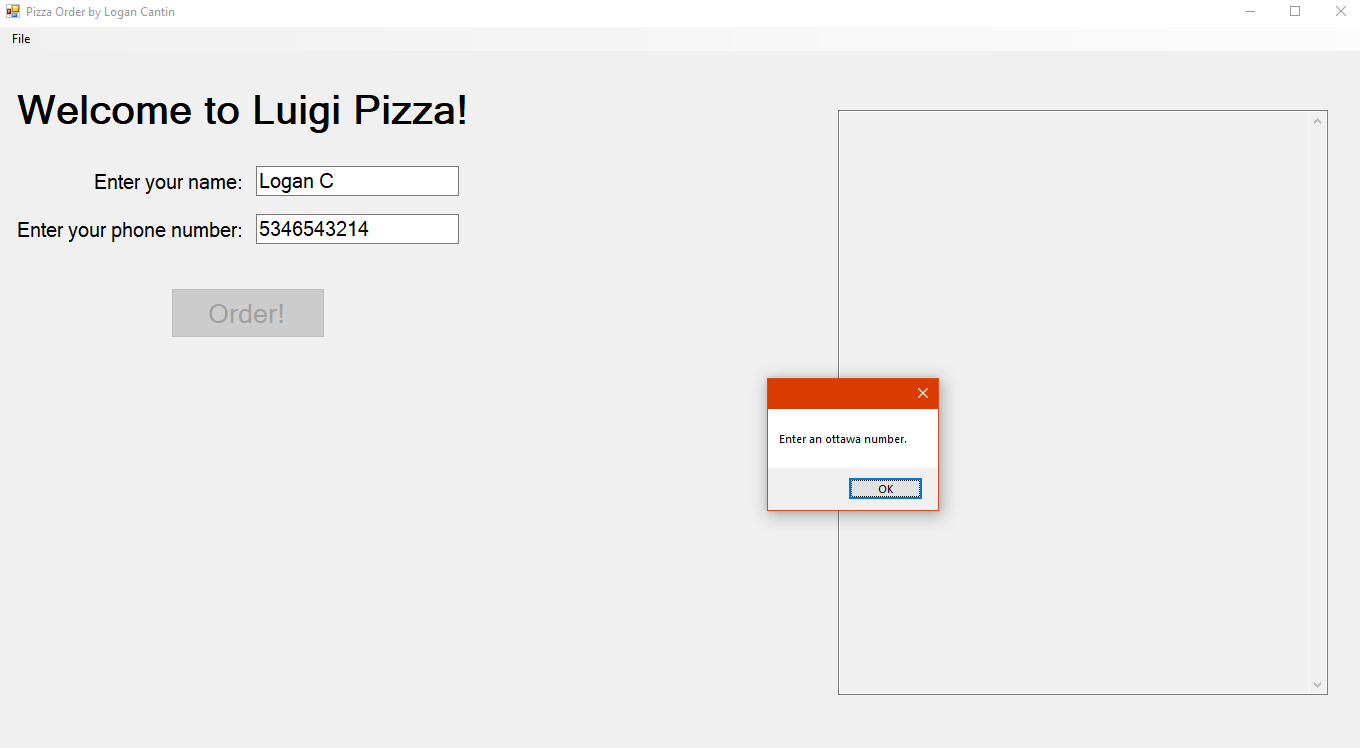 Pizza Order by Logan Cantin
File
Welcome to Luigi Pizza!
Enter your name: Logan C
Enter your phone number: 5346543214
Order!
Enter an ottawa number.
OK